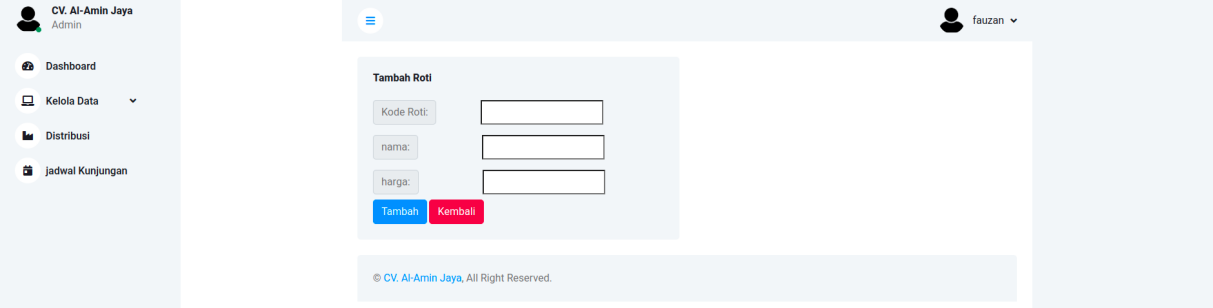 CV. Al-Amin Jaya
Admin
Dashboard
Kelola Data
Distribusi
jadwal Kunjungan
fauzan
Tambah Roti
Kode Roti:
nama:
harga:
Tambah Kembali
© CV. Al-Amin Jaya, All Right Reserved.